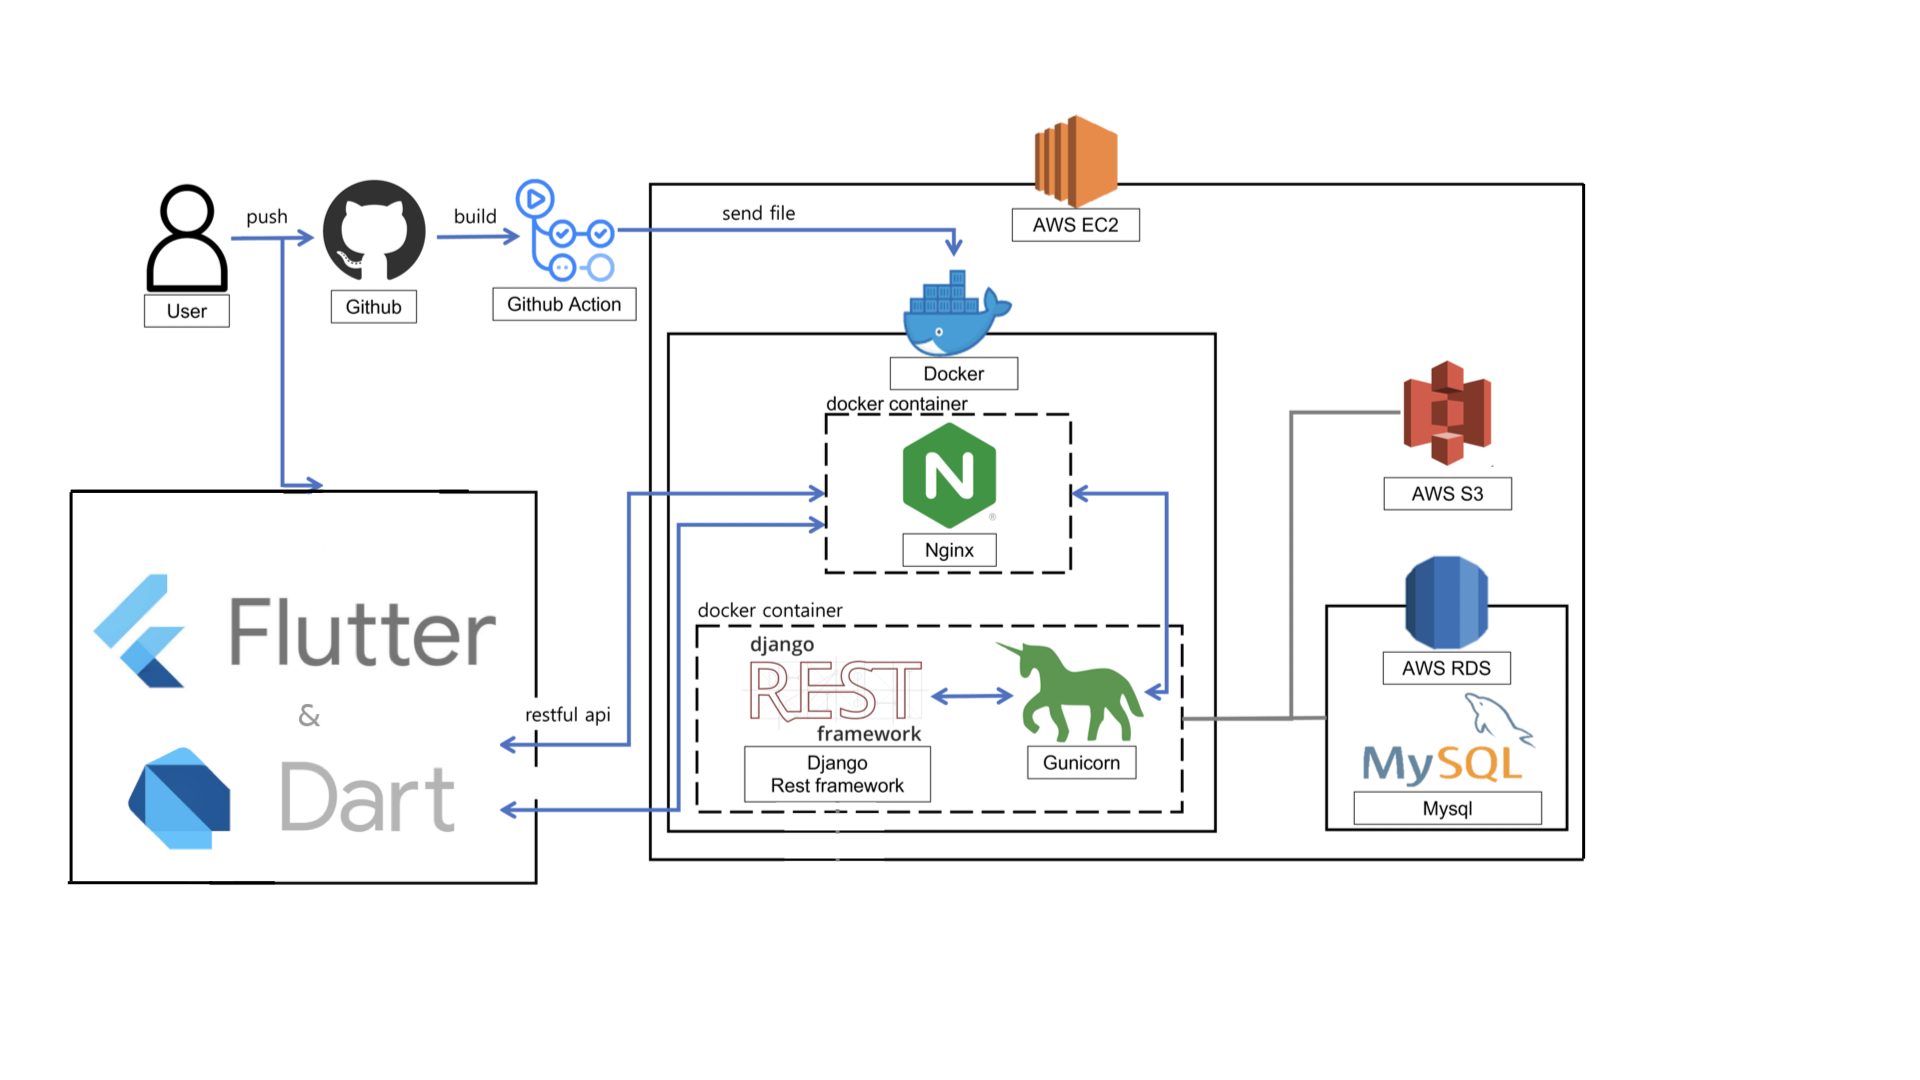 AWS EC2
push
build
send file
User
Github
Github Action
Docker
docker container
N
®
Nginx
AWS S3
docker container
django
REST
framework
Django
Rest framework
Gunicorn
AWS RDS
MySQL
Mysql
restful api
Flutter
&
Dart